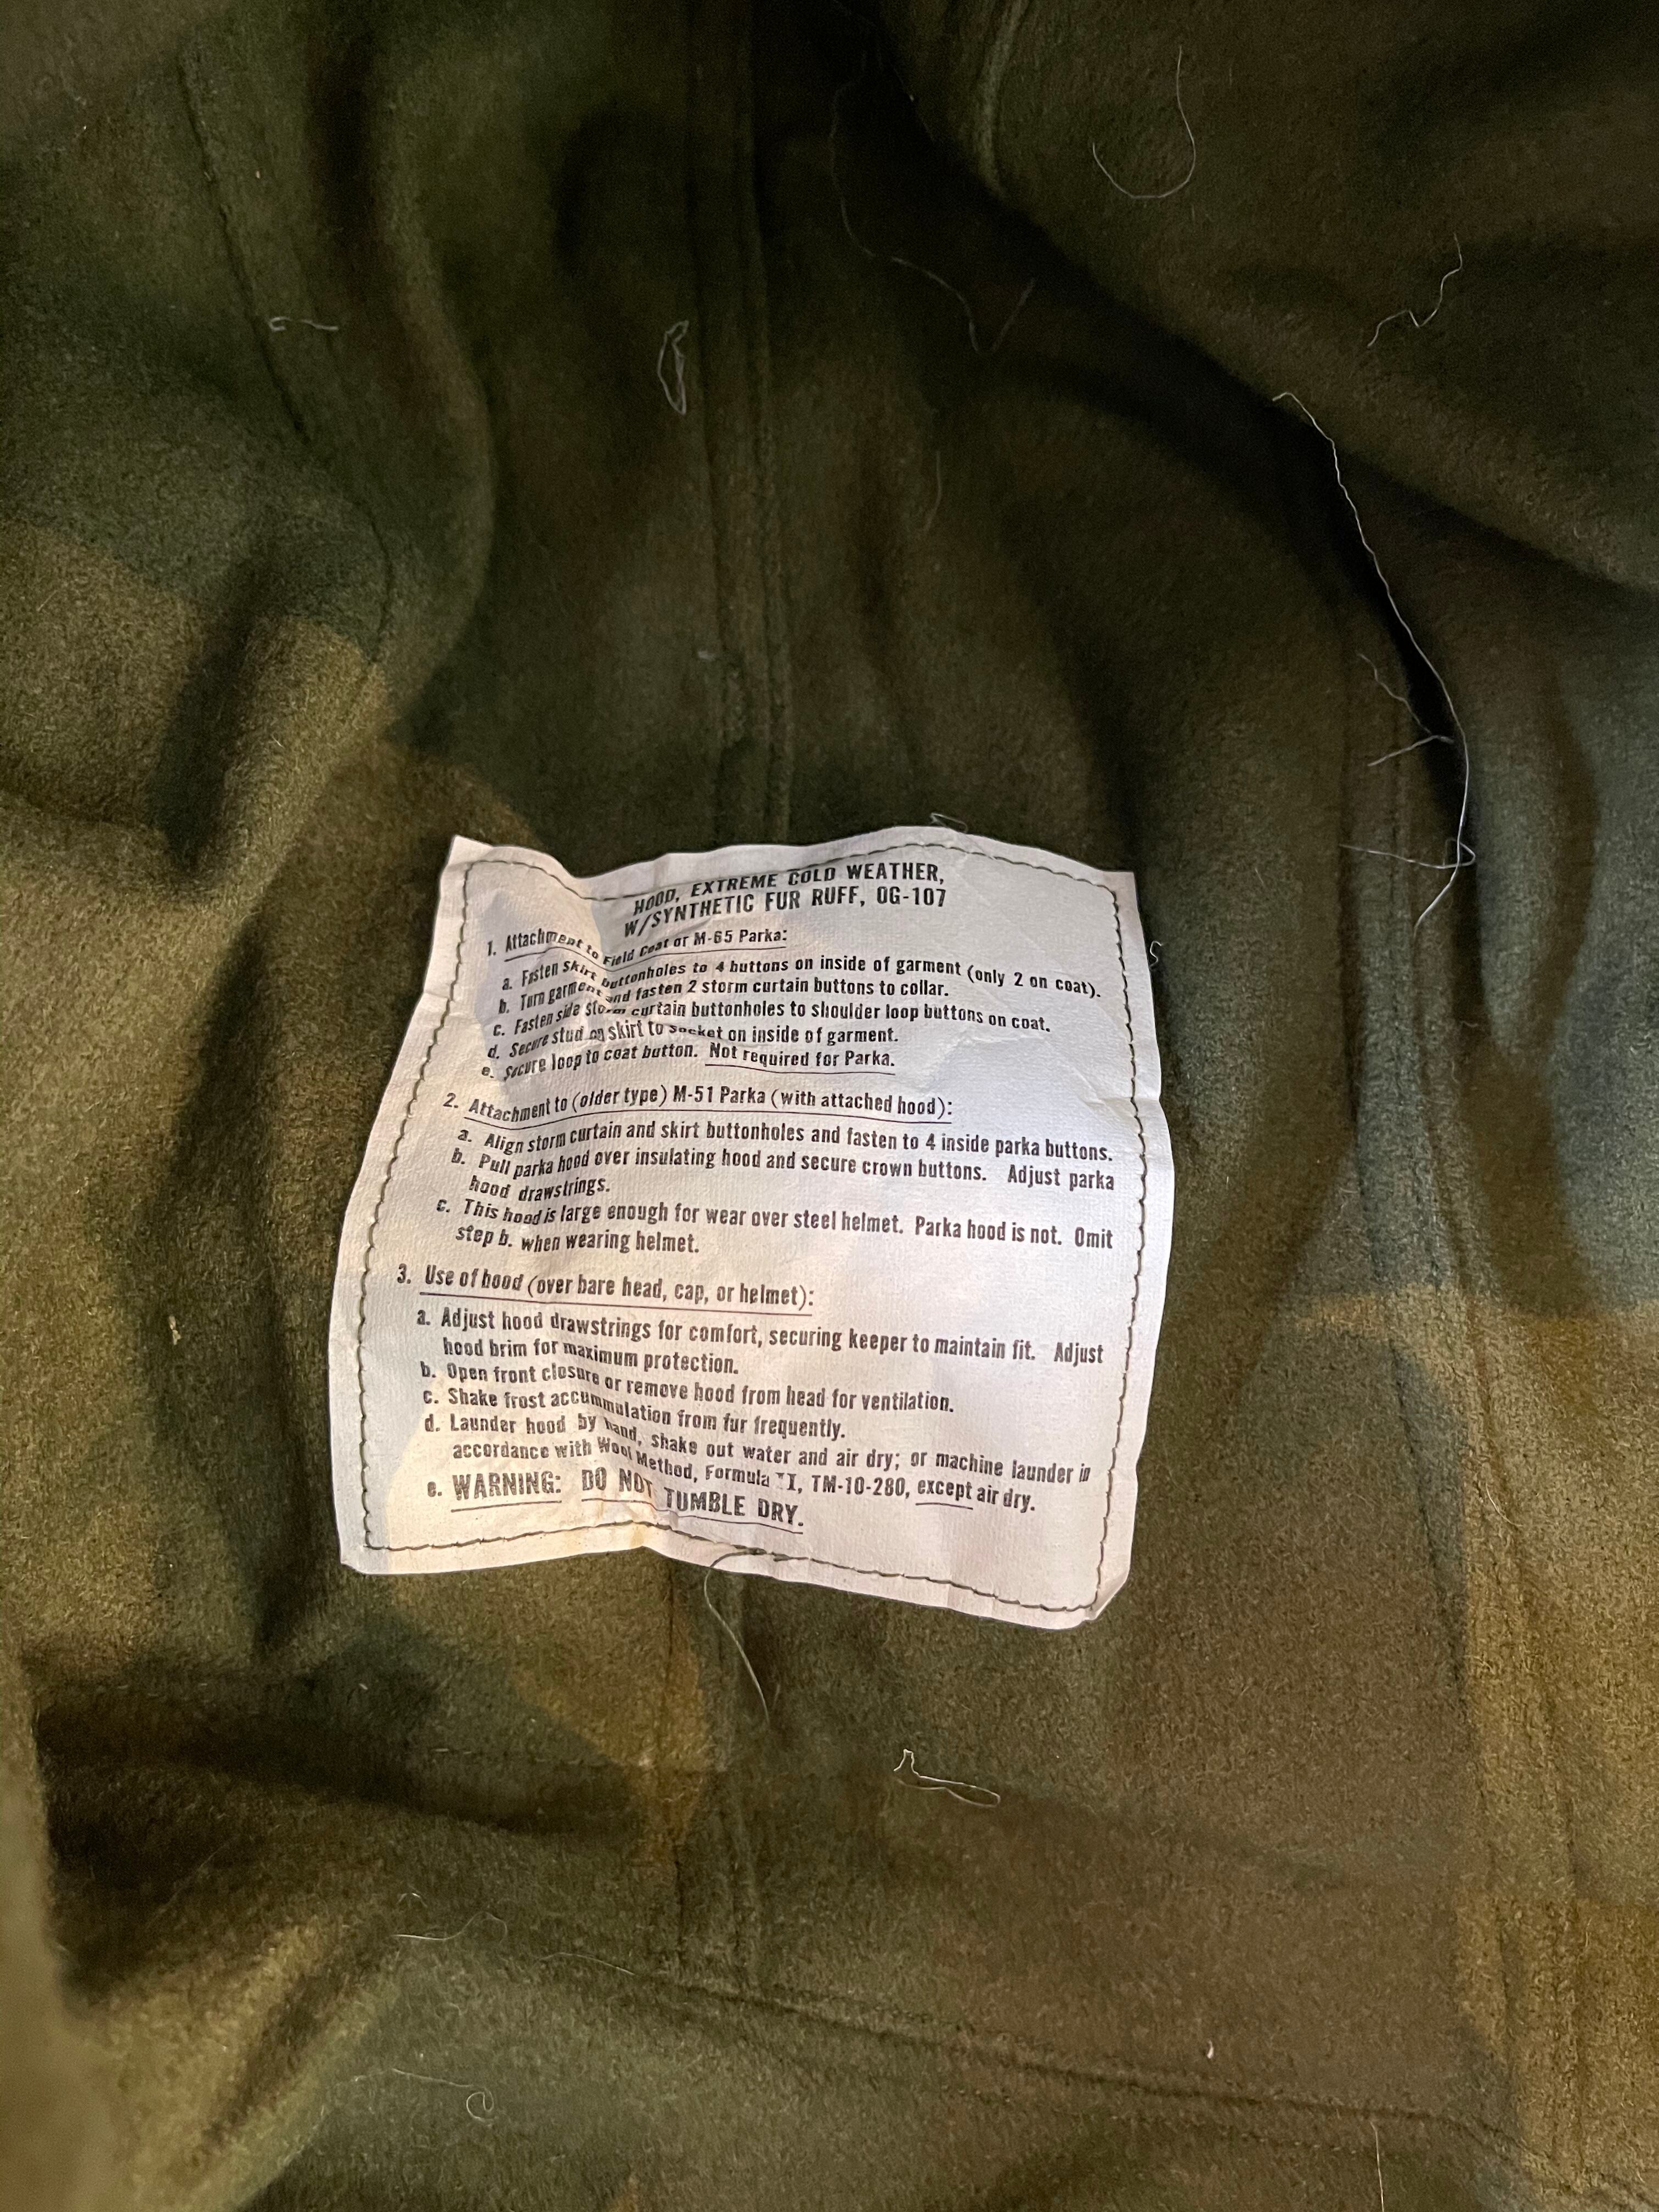 HOOD, EXTREME COLD WEATHER,
W/SYNTHETIC FUR RUFF, OG-107
1. Attachment to Field Coat or M-65 Parka:
a. Fasten skirt buttonholes to 4 buttons on inside of garment (only 2 on coat).
b. Turn garment and fasten 2 storm curtain buttons to collar.
c. Fasten side storm curtain buttonholes to shoulder loop buttons on coat.
d. Secure stud on skirt to socket on inside of garment.
e. Secure loop to coat button. Not required for Parka.
2. Attachment to (older type) M-51 Parka (with attached hood):
a. Align storm curtain and skirt buttonholes and fasten to 4 inside parka buttons.
b. Pull parka hood over insulating hood and secure crown buttons. Adjust parka
hood drawstrings.
c. This hood is large enough for wear over steel helmet. Parka hood is not. Omit
step b. when wearing helmet.
3. Use of hood (over bare head, cap, or helmet):
a. Adjust hood drawstrings for comfort, securing keeper to maintain fit. Adjust
hood brim for maximum protection.
b. Open front closure or remove hood from head for ventilation.
c. Shake frost accummulation from fur frequently.
d. Launder hood by hand, shake out water and air dry; or machine launder in
accordance with Wool Method, Formula I, TM-10-280, except air dry.
e. WARNING: DO NOT TUMBLE DRY.